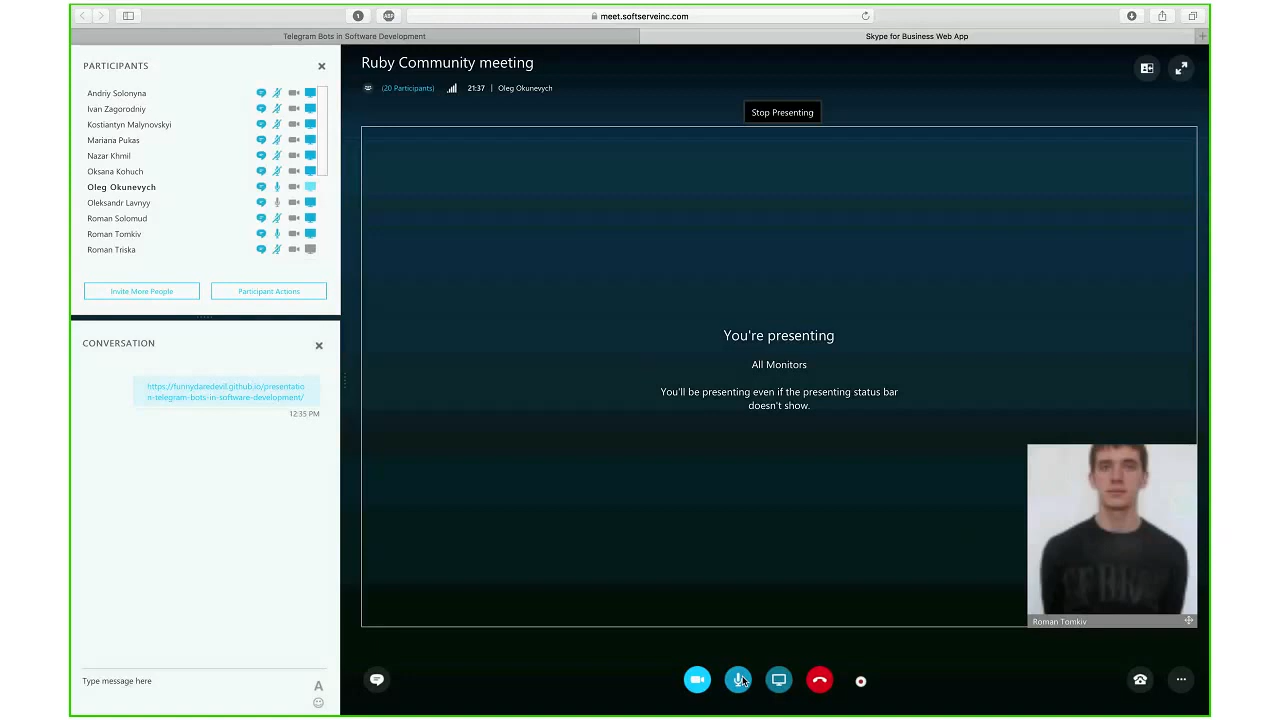 1
ABP
meet.softserveinc.com
Telegram Bots in Software Development
Skype for Business Web App
PARTICIPANTS
Andriy Solonyna
Ivan Zagorodniy
Kostiantyn Malynovskyi
Mariana Pukas
Nazar Khmil
Oksana Kohuch
Oleg Okunevych
Oleksandr Lavnyy
Roman Solomud
Roman Tomkiv
Roman Triska
Invite More People
Participant Actions
CONVERSATION
https://funnydaredevil.github.io/presentatio
n-telegram-bots-in-software-development/
12:35 PM
Type message here
A
Ruby Community meeting
(20 Participants) 21:37 | Oleg Okunevych
Stop Presenting
You're presenting
All Monitors
You'll be presenting even if the presenting status bar
doesn't show.
Roman Tomkiv